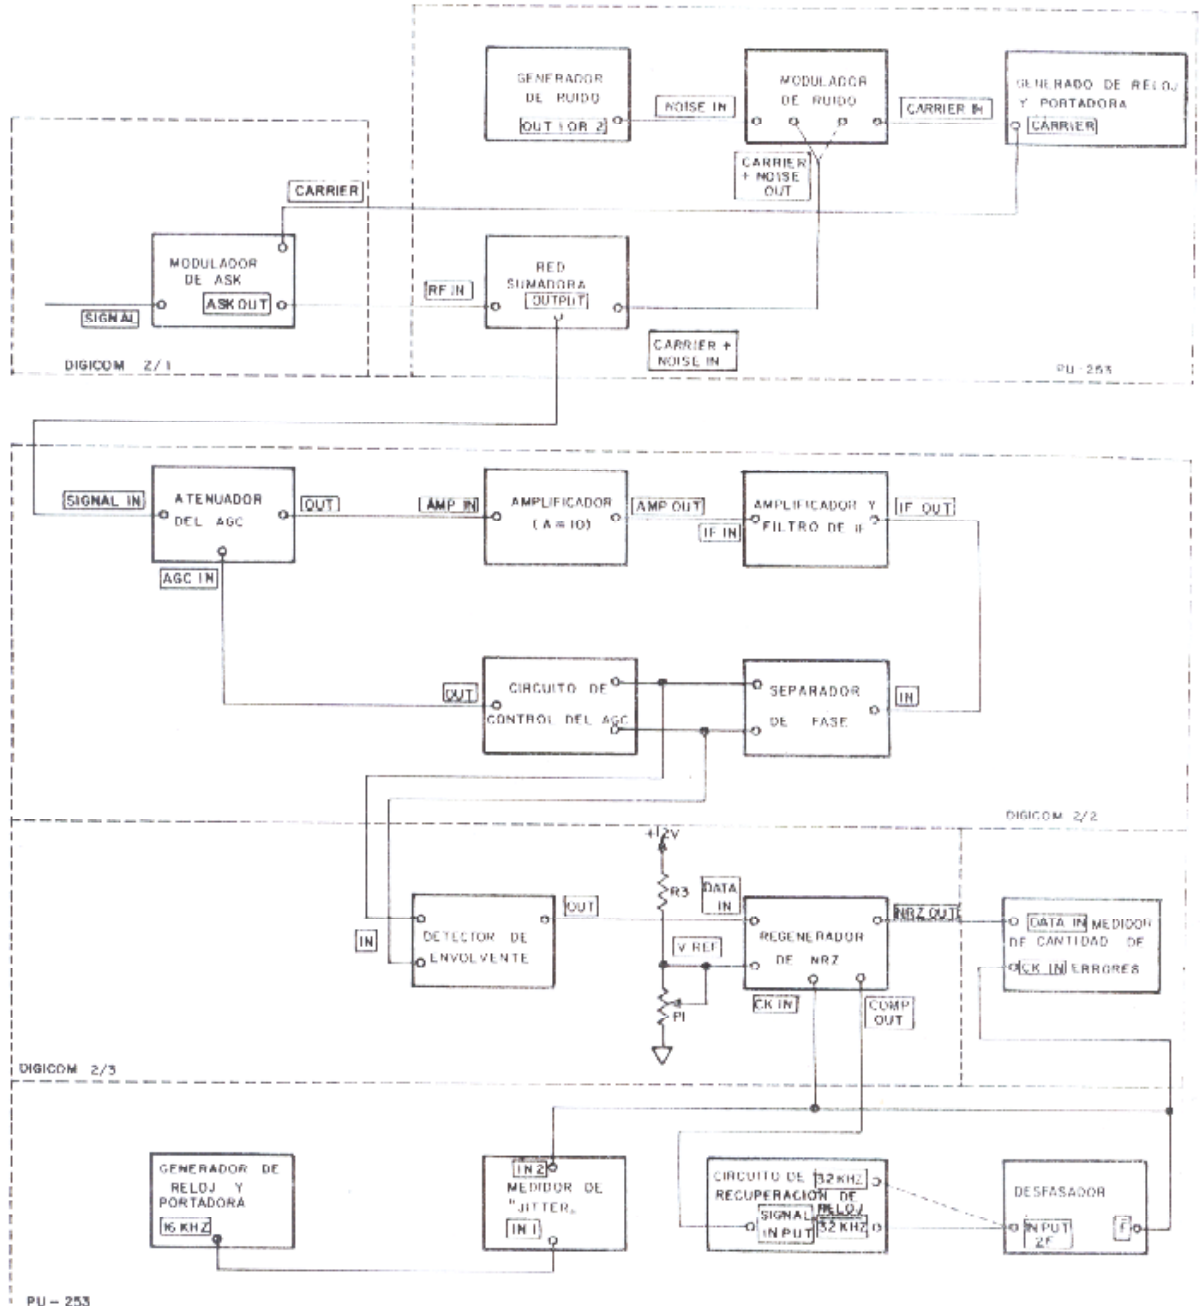 GENERADOR
DE RUIDO
OUT 1 OR 2
NOISE IN
MODULADOR
DE RUIDO
CARRIER IN
GENERADO DE RELOJ
Y PORTADORA
CARRIER
CARRIER
+ NOISE
OUT
CARRIER
MODULADOR
DE ASK
ASK OUT
SIGNAL
RF IN
RED
SUMADORA
OUTPUT
CARRIER +
NOISE IN
DIGICOM 2/1
PU-253
SIGNAL IN
ATENUADOR
DEL AGC
OUT
AGC IN
AMP IN
AMPLIFICADOR
(A = 10)
AMP OUT
IF IN
AMPLIFICADOR Y
FILTRO DE IF
IF OUT
OUT
CIRCUITO DE
CONTROL DEL AGC
SEPARADOR
DE FASE
IN
DIGICOM 2/2
+12V
R3
DATA
IN
OUT
IN
DETECTOR DE
ENVOLVENTE
V REF
P1
REGENERADOR
DE NRZ
CK IN
COMP
OUT
NRZ OUT
DATA IN MEDIDOR
DE CANTIDAD DE
CK IN ERRORES
DIGICOM 2/3
GENERADOR DE
RELOJ Y
PORTADORA
16 KHZ
IN 2
MEDIDOR DE
"JITTER"
IN 1
CIRCUITO DE 32 KHZ
RECUPERACION DE
RELOJ
SIGNAL
INPUT
32 KHZ
DESFASADOR
INPUT
2F
F
PU - 253